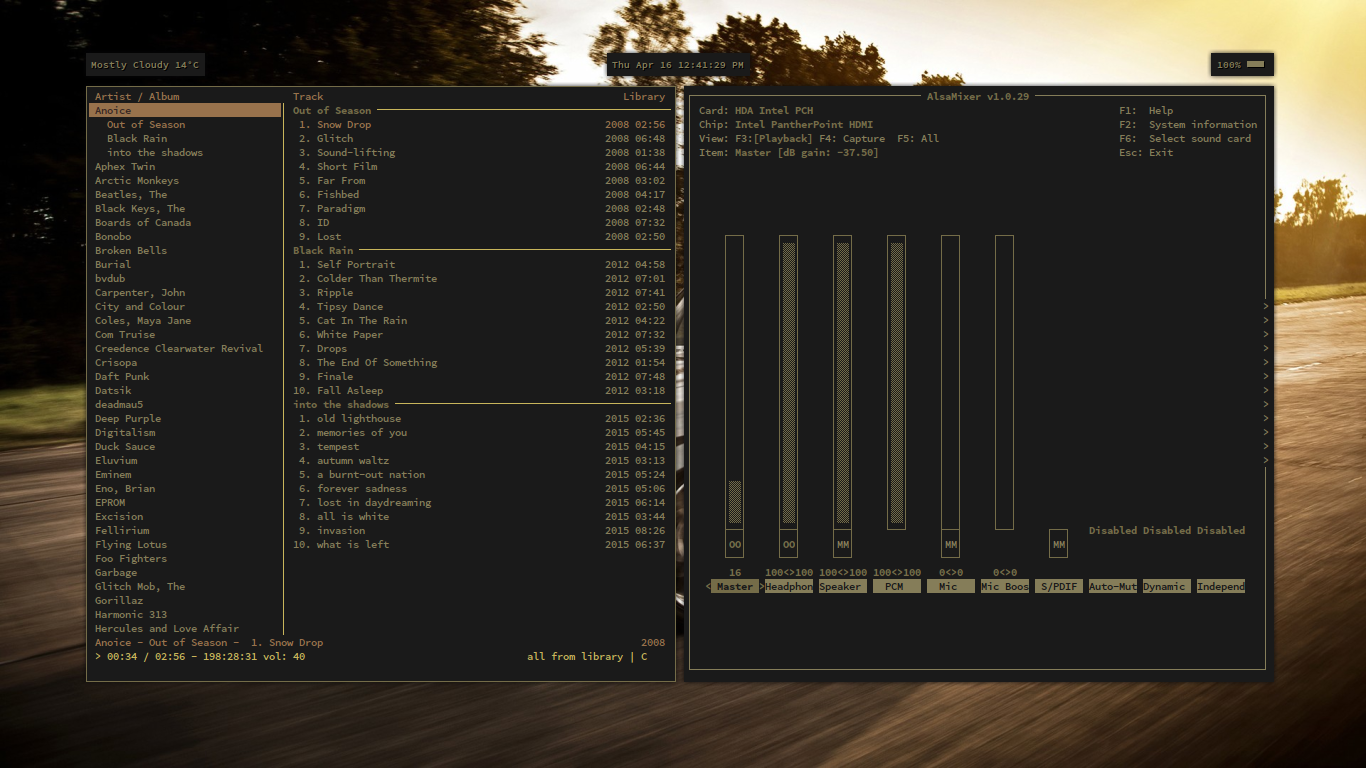 Mostly Cloudy 14°C
Thu Apr 16 12:41:29 PM
100%
Artist / Album
Anoice
Out of Season
Black Rain
into the shadows
Aphex Twin
Arctic Monkeys
Beatles, The
Black Keys, The
Boards of Canada
Bonobo
Broken Bells
Burial
bvdub
Carpenter, John
City and Colour
Coles, Maya Jane
Com Truise
Creedence Clearwater Revival
Crisopa
Daft Punk
Datsik
deadmau5
Deep Purple
Digitalism
Duck Sauce
Eluvium
Eminem
Eno, Brian
EPROM
Excision
Fellirium
Flying Lotus
Foo Fighters
Garbage
Glitch Mob, The
Gorillaz
Harmonic 313
Hercules and Love Affair
Track Library
Out of Season
1. Snow Drop 2008 02:56
2. Glitch 2008 06:48
3. Sound-lifting 2008 01:38
4. Short Film 2008 06:44
5. Far From 2008 03:02
6. Fishbed 2008 04:17
7. Paradigm 2008 02:48
8. ID 2008 07:32
9. Lost 2008 02:50
Black Rain
1. Self Portrait 2012 04:58
2. Colder Than Thermite 2012 07:01
3. Ripple 2012 07:41
4. Tipsy Dance 2012 02:50
5. Cat In The Rain 2012 04:22
6. White Paper 2012 07:32
7. Drops 2012 05:39
8. The End Of Something 2012 01:54
9. Finale 2012 07:48
10. Fall Asleep 2012 03:18
into the shadows
1. old lighthouse 2015 02:36
2. memories of you 2015 05:45
3. tempest 2015 04:15
4. autumn waltz 2015 03:13
5. a burnt-out nation 2015 05:24
6. forever sadness 2015 05:06
7. lost in daydreaming 2015 06:14
8. all is white 2015 03:44
9. invasion 2015 08:26
10. what is left 2015 06:37
Anoice - Out of Season - 1. Snow Drop 2008
> 00:34 / 02:56 - 198:28:31 vol: 40 all from library | C
AlsaMixer v1.0.29
Card: HDA Intel PCH F1: Help
Chip: Intel PantherPoint HDMI F2: System information
View: F3:[Playback] F4: Capture F5: All F6: Select sound card
Item: Master [dB gain: -37.50] Esc: Exit
>
>
>
>
>
>
>
>
>
>
>
>
Disabled Disabled Disabled
OO OO MM MM MM
16 100<>100 100<>100 100<>100 0<>0 0<>0
< Master >Headphon Speaker PCM Mic Mic Boos S/PDIF Auto-Mut Dynamic Independ